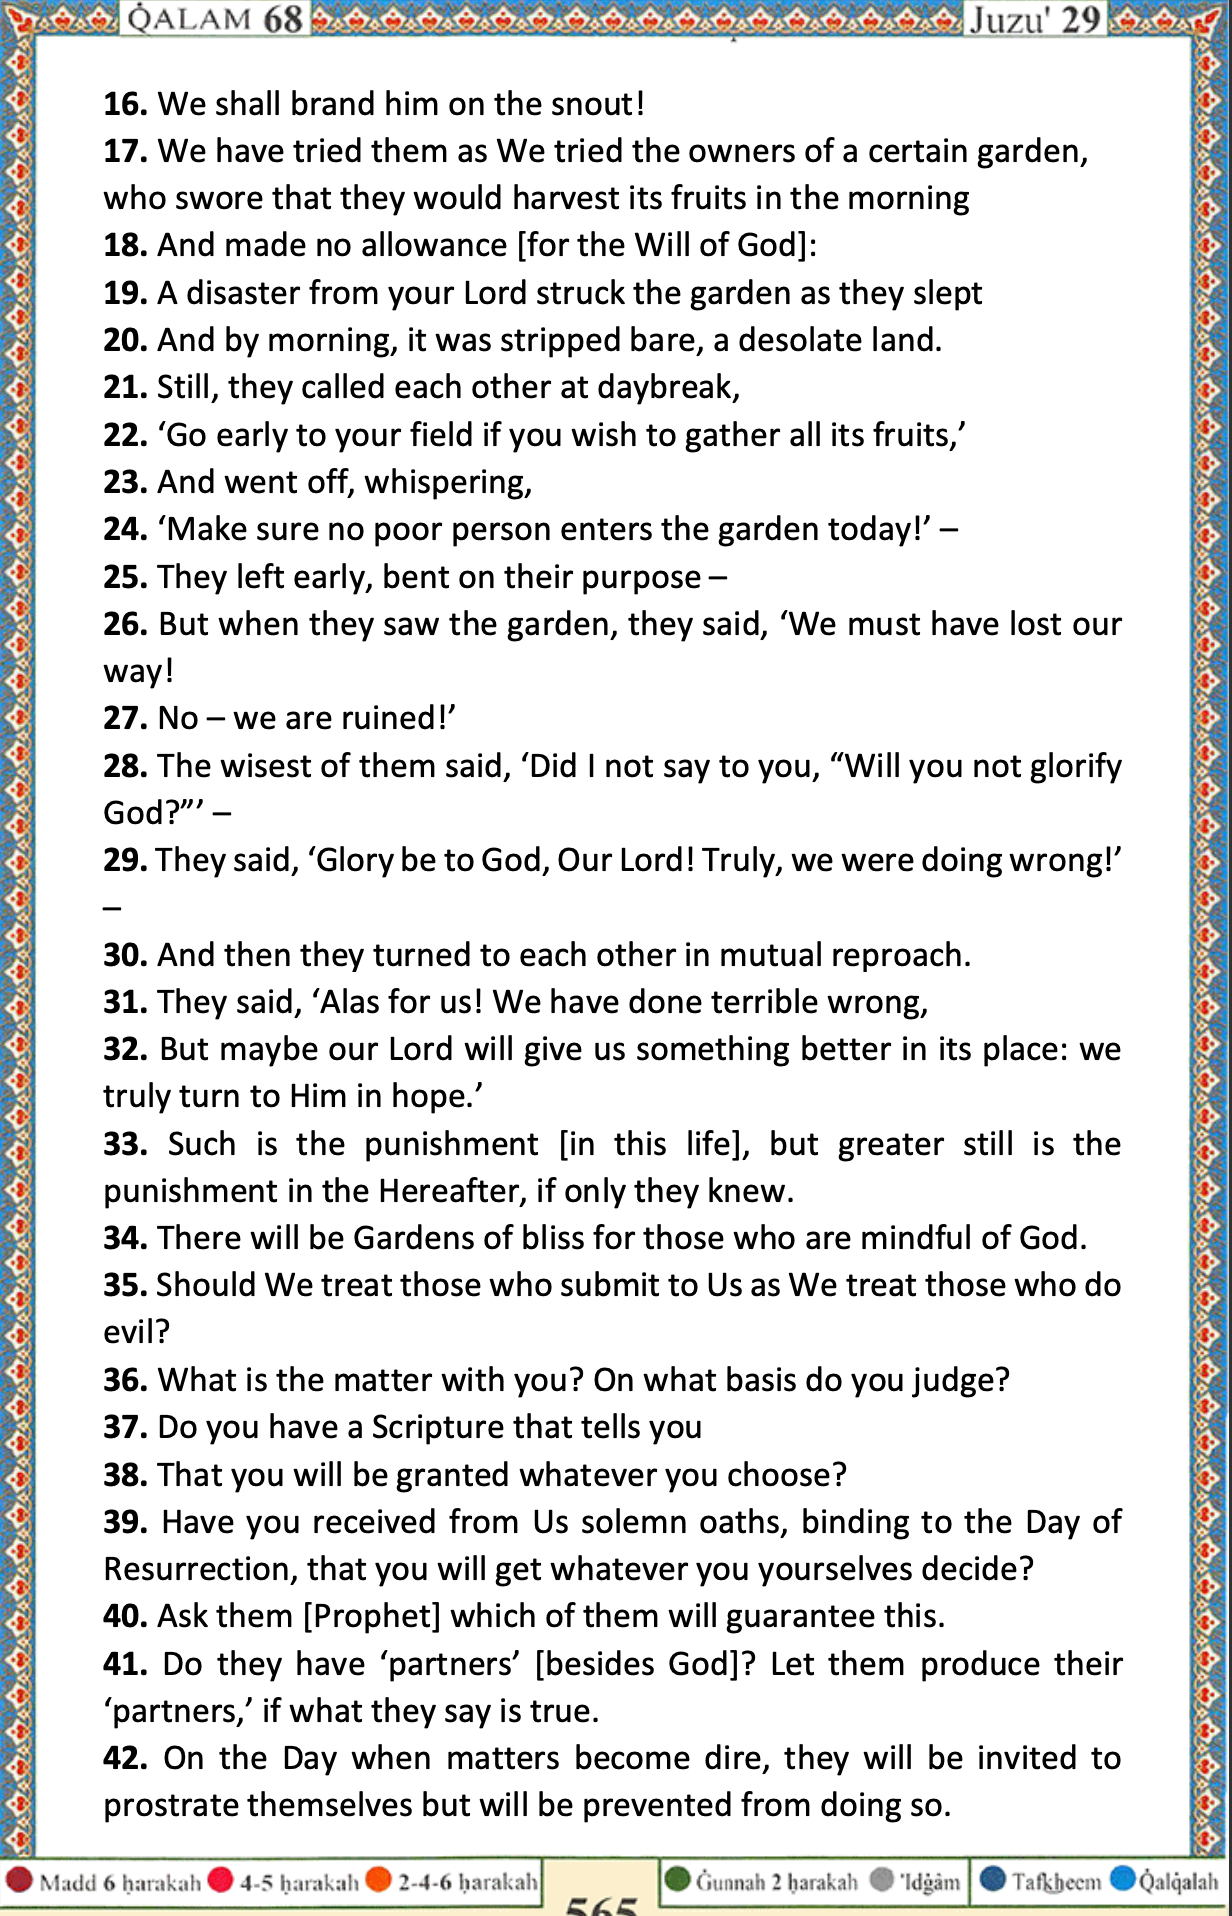 Q̇ALAM 68
Juzu' 29
16. We shall brand him on the snout!
17. We have tried them as We tried the owners of a certain garden,
who swore that they would harvest its fruits in the morning
18. And made no allowance [for the Will of God]:
19. A disaster from your Lord struck the garden as they slept
20. And by morning, it was stripped bare, a desolate land.
21. Still, they called each other at daybreak,
22. ‘Go early to your field if you wish to gather all its fruits,’
23. And went off, whispering,
24. ‘Make sure no poor person enters the garden today!’ –
25. They left early, bent on their purpose –
26. But when they saw the garden, they said, ‘We must have lost our
way!
27. No – we are ruined!’
28. The wisest of them said, ‘Did I not say to you, “Will you not glorify
God?”’ –
29. They said, ‘Glory be to God, Our Lord! Truly, we were doing wrong!’
–
30. And then they turned to each other in mutual reproach.
31. They said, ‘Alas for us! We have done terrible wrong,
32. But maybe our Lord will give us something better in its place: we
truly turn to Him in hope.’
33. Such is the punishment [in this life], but greater still is the
punishment in the Hereafter, if only they knew.
34. There will be Gardens of bliss for those who are mindful of God.
35. Should We treat those who submit to Us as We treat those who do
evil?
36. What is the matter with you? On what basis do you judge?
37. Do you have a Scripture that tells you
38. That you will be granted whatever you choose?
39. Have you received from Us solemn oaths, binding to the Day of
Resurrection, that you will get whatever you yourselves decide?
40. Ask them [Prophet] which of them will guarantee this.
41. Do they have ‘partners’ [besides God]? Let them produce their
‘partners,’ if what they say is true.
42. On the Day when matters become dire, they will be invited to
prostrate themselves but will be prevented from doing so.
Madd 6 ḥarakah 4-5 ḥarakah 2-4-6 ḥarakah
565
Ġunnah 2 ḥarakah 'Idġâm Tafkheem Q̇alq̇alah